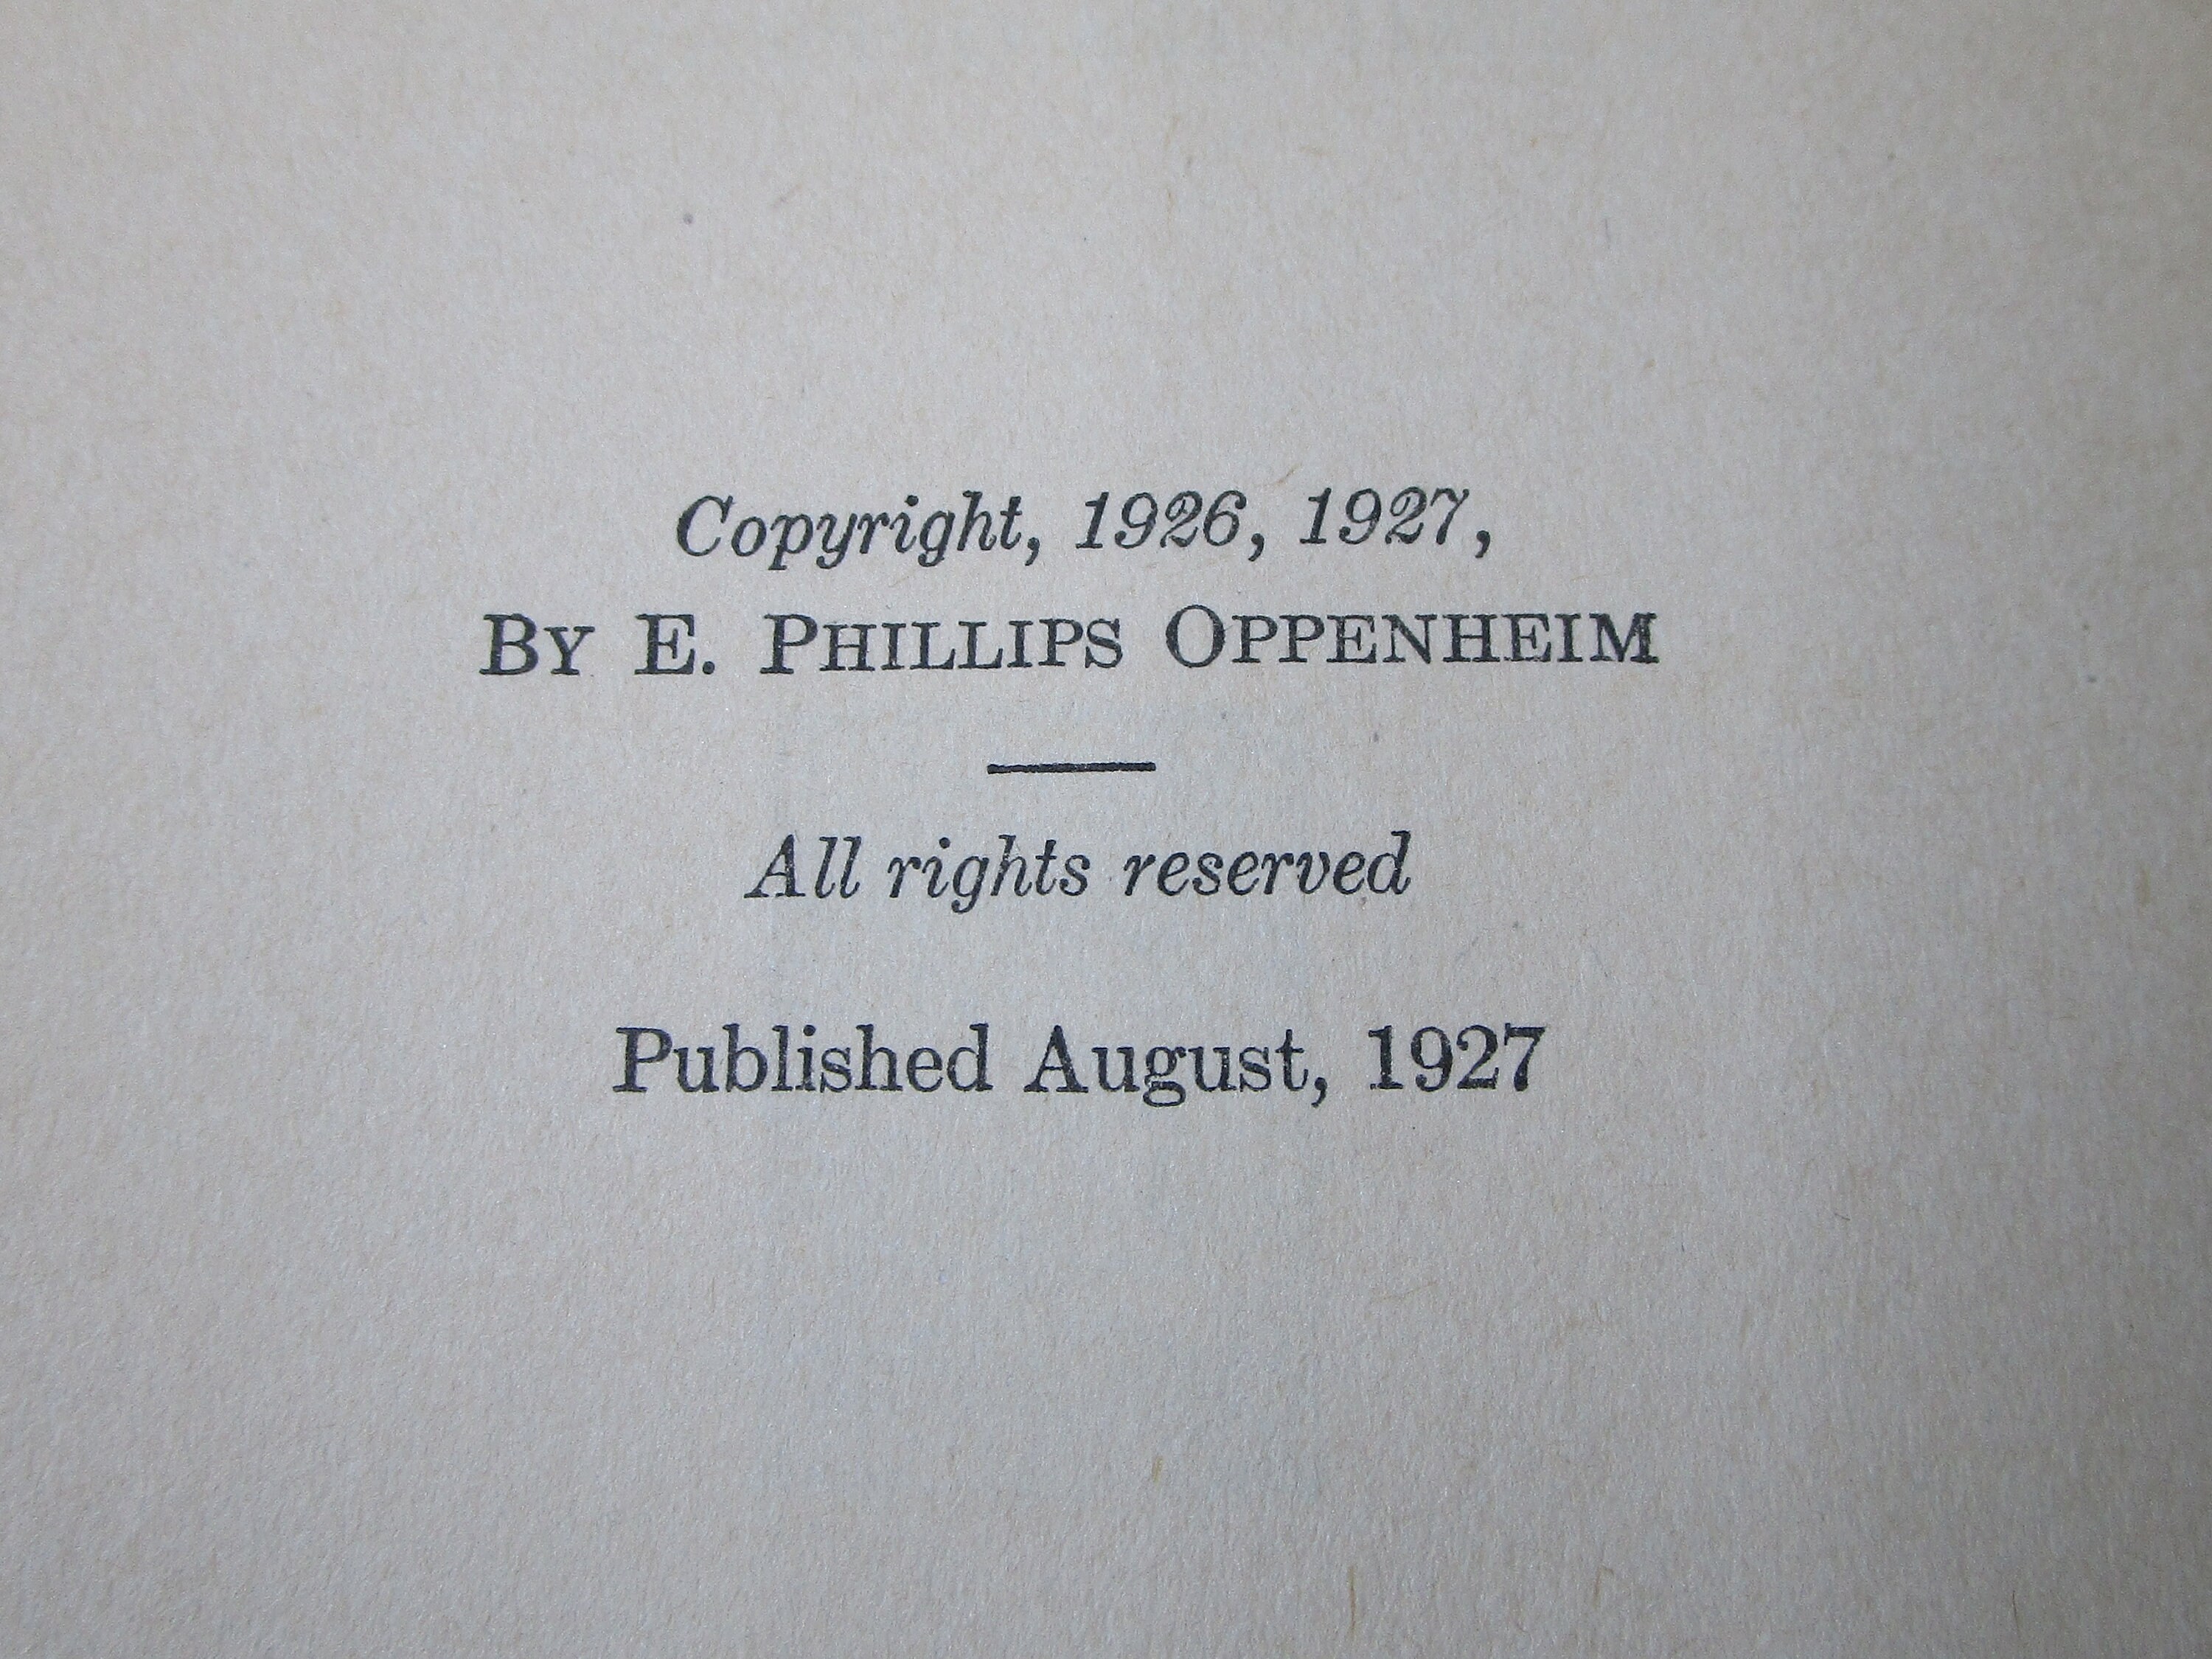 Copyright, 1926, 1927,
BY E. PHILLIPS OPPENHEIM
All rights reserved
Published August, 1927